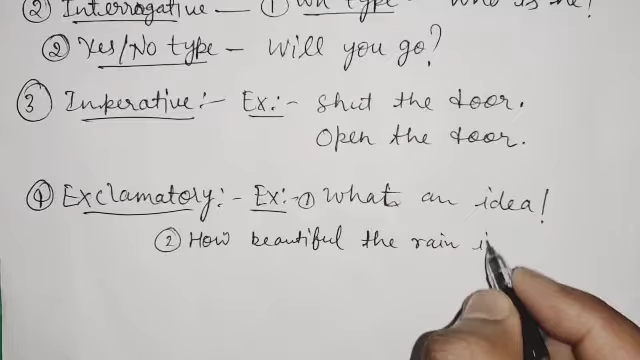 ② Interrogative — ① Wh type - Who is he?
② Yes/No type - Will you go?
③ Imperative :- Ex:- Shut the door.
Open the door.
④ Exclamatory :- Ex:- ① What an idea!
② How beautiful the rain i